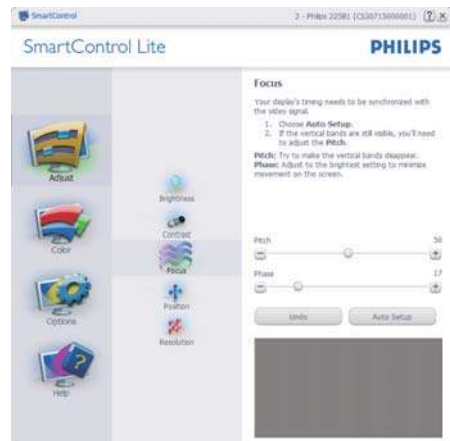 SmartControl
2 - Philips 225B1 (CS30715000001)
SmartControl Lite
PHILIPS
Adjust
Color
Options
Help
Brightness
Contrast
Focus
Position
Resolution
Focus
Your display's timing needs to be synchronized with
the video signal.
1. Choose Auto Setup.
2. If the vertical bands are still visible, you'll need
to adjust the Pitch.
Pitch: Try to make the vertical bands disappear.
Phase: Adjust to the brightest setting to minimize
movement on the screen.
Pitch 50
Phase 17
Undo Auto Setup